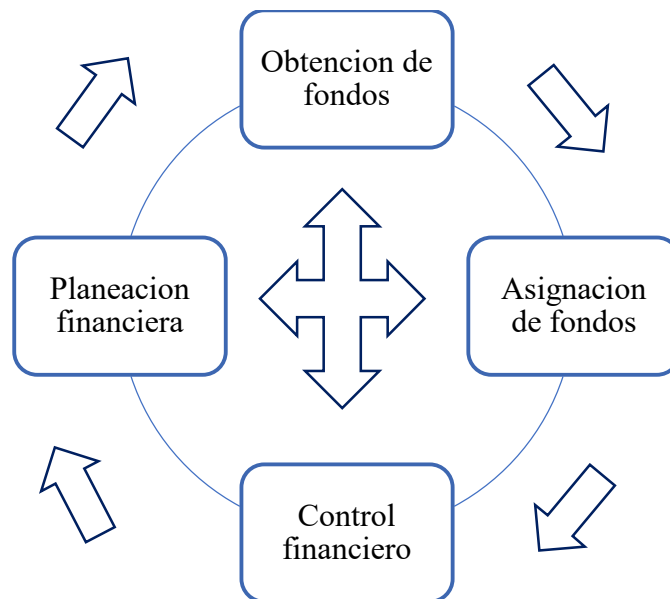 Obtencion de
fondos
Planeacion
financiera
Asignacion
de fondos
Control
financiero